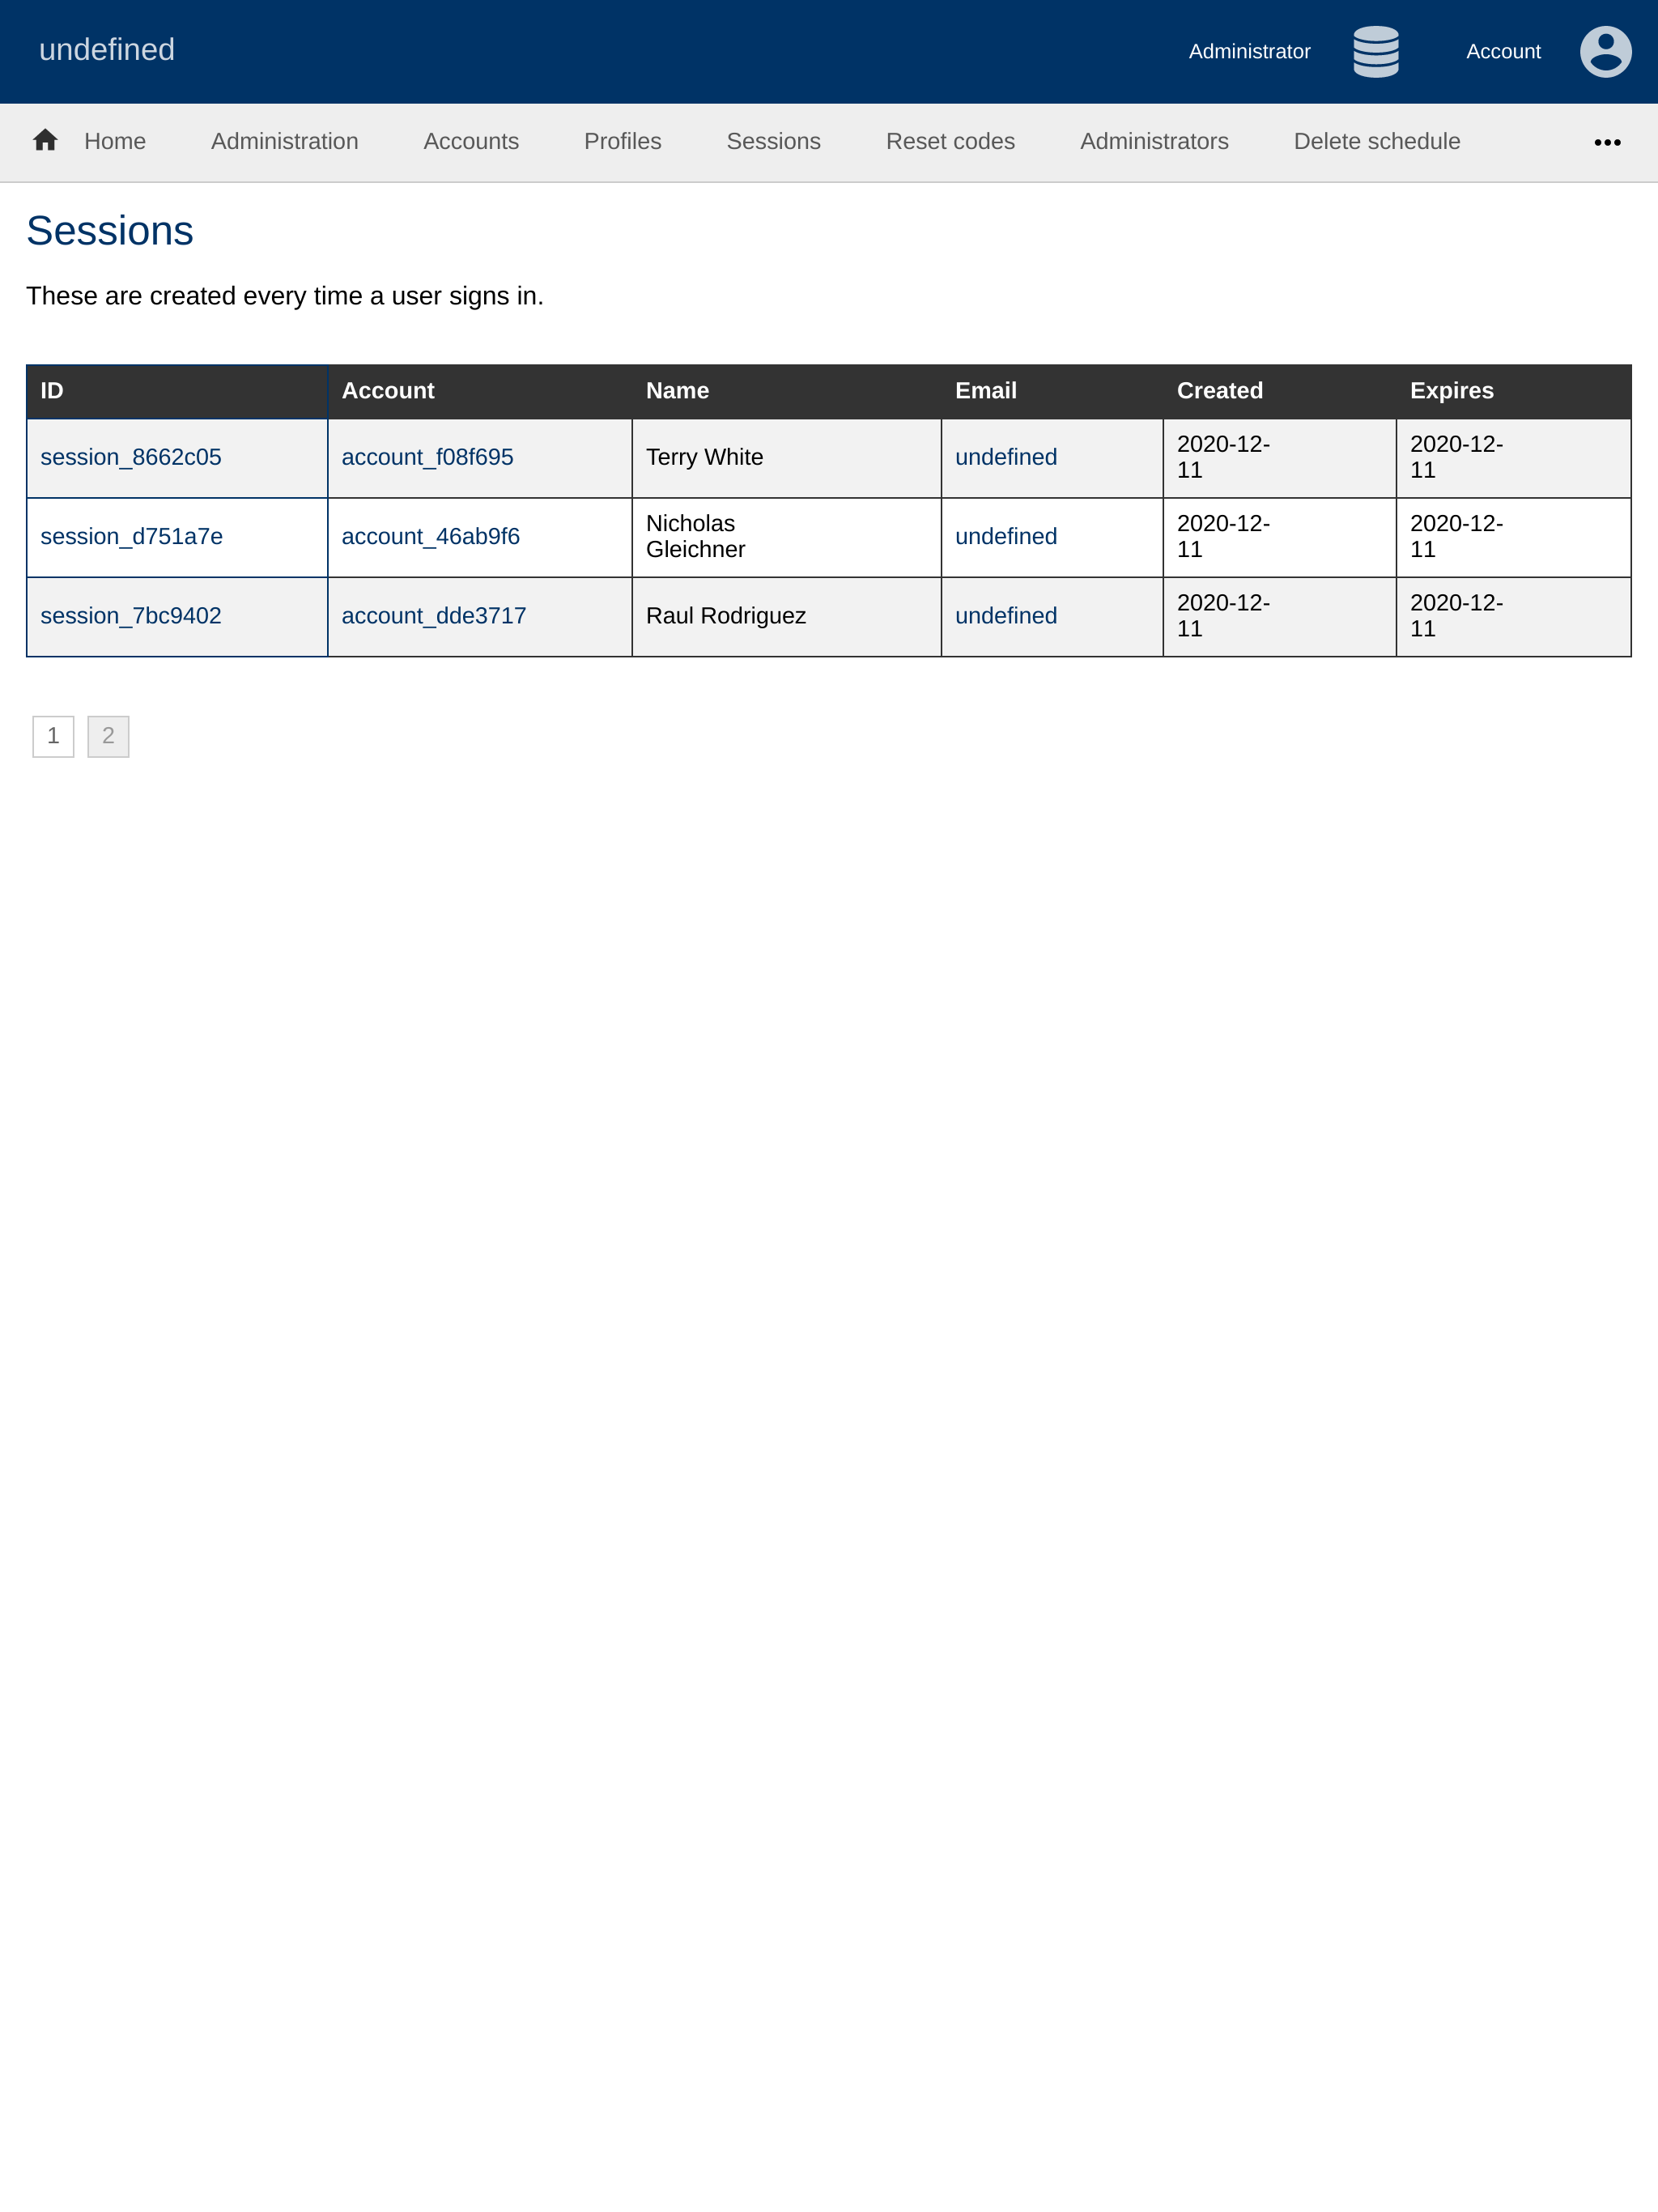 undefined
Administrator
Account
Home
Administration
Accounts
Profiles
Sessions
Reset codes
Administrators
Delete schedule
Sessions
These are created every time a user signs in.
ID Account Name Email Created Expires
session_8662c05 account_f08f695 Terry White undefined 2020-12- 2020-12-
11 11
session_d751a7e account_46ab9f6 Nicholas undefined 2020-12- 2020-12-
Gleichner 11 11
session_7bc9402 account_dde3717 Raul Rodriguez undefined 2020-12- 2020-12-
11 11
1 2